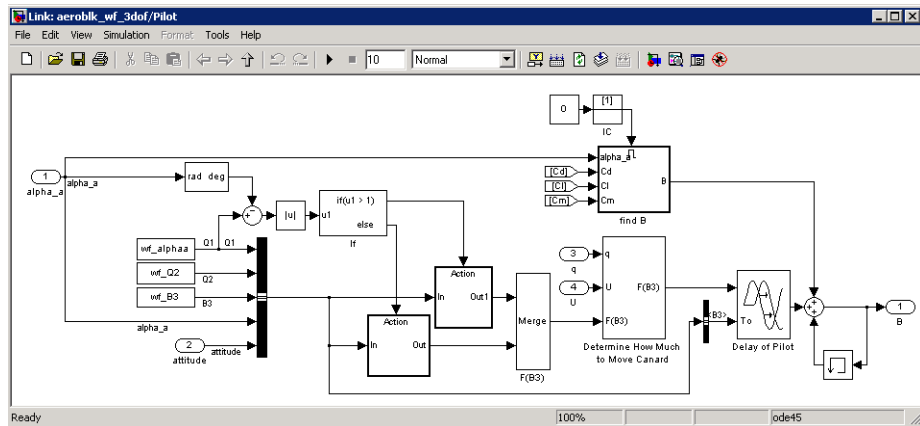 Link: aeroblk_wf_3dof/Pilot
File Edit View Simulation Format Tools Help
10 Normal
0
[1]
IC
alpha_a
[Cd] Cd
[Cl] Cl
[Cm] Cm
B
find B
1
alpha_a
alpha_a
rad deg
+ −
|u|
u1
if(u1 > 1)
else
If
wf_alphaa
Q1 Q1
wf_Q2
Q2
wf_B3
B3
alpha_a
2
attitude
attitude
Action
In Out1
Action
In Out
Merge
F(B3)
3
q
4
U
q
U
F(B3)
F(B3)
Determine How Much
to Move Canard
<B3>
To
Delay of Pilot
+
+
+
1
B
Ready 100% ode45